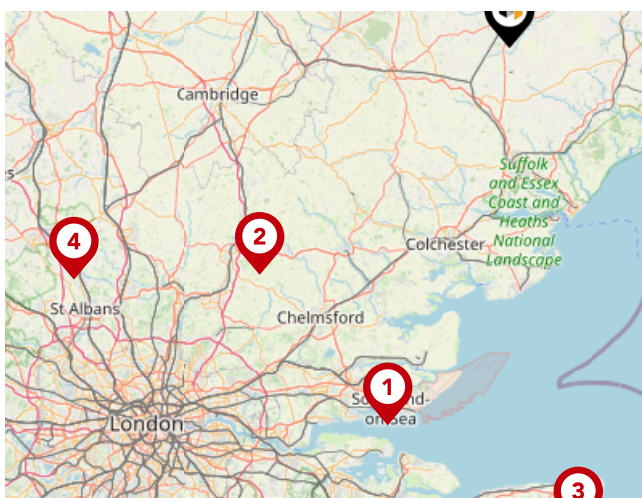 Cambridge
Suffolk
and Essex
Coast and
Heaths
National
Landscape
2
4
Colchester
St Albans
Chelmsford
1
on-Sea
London
3